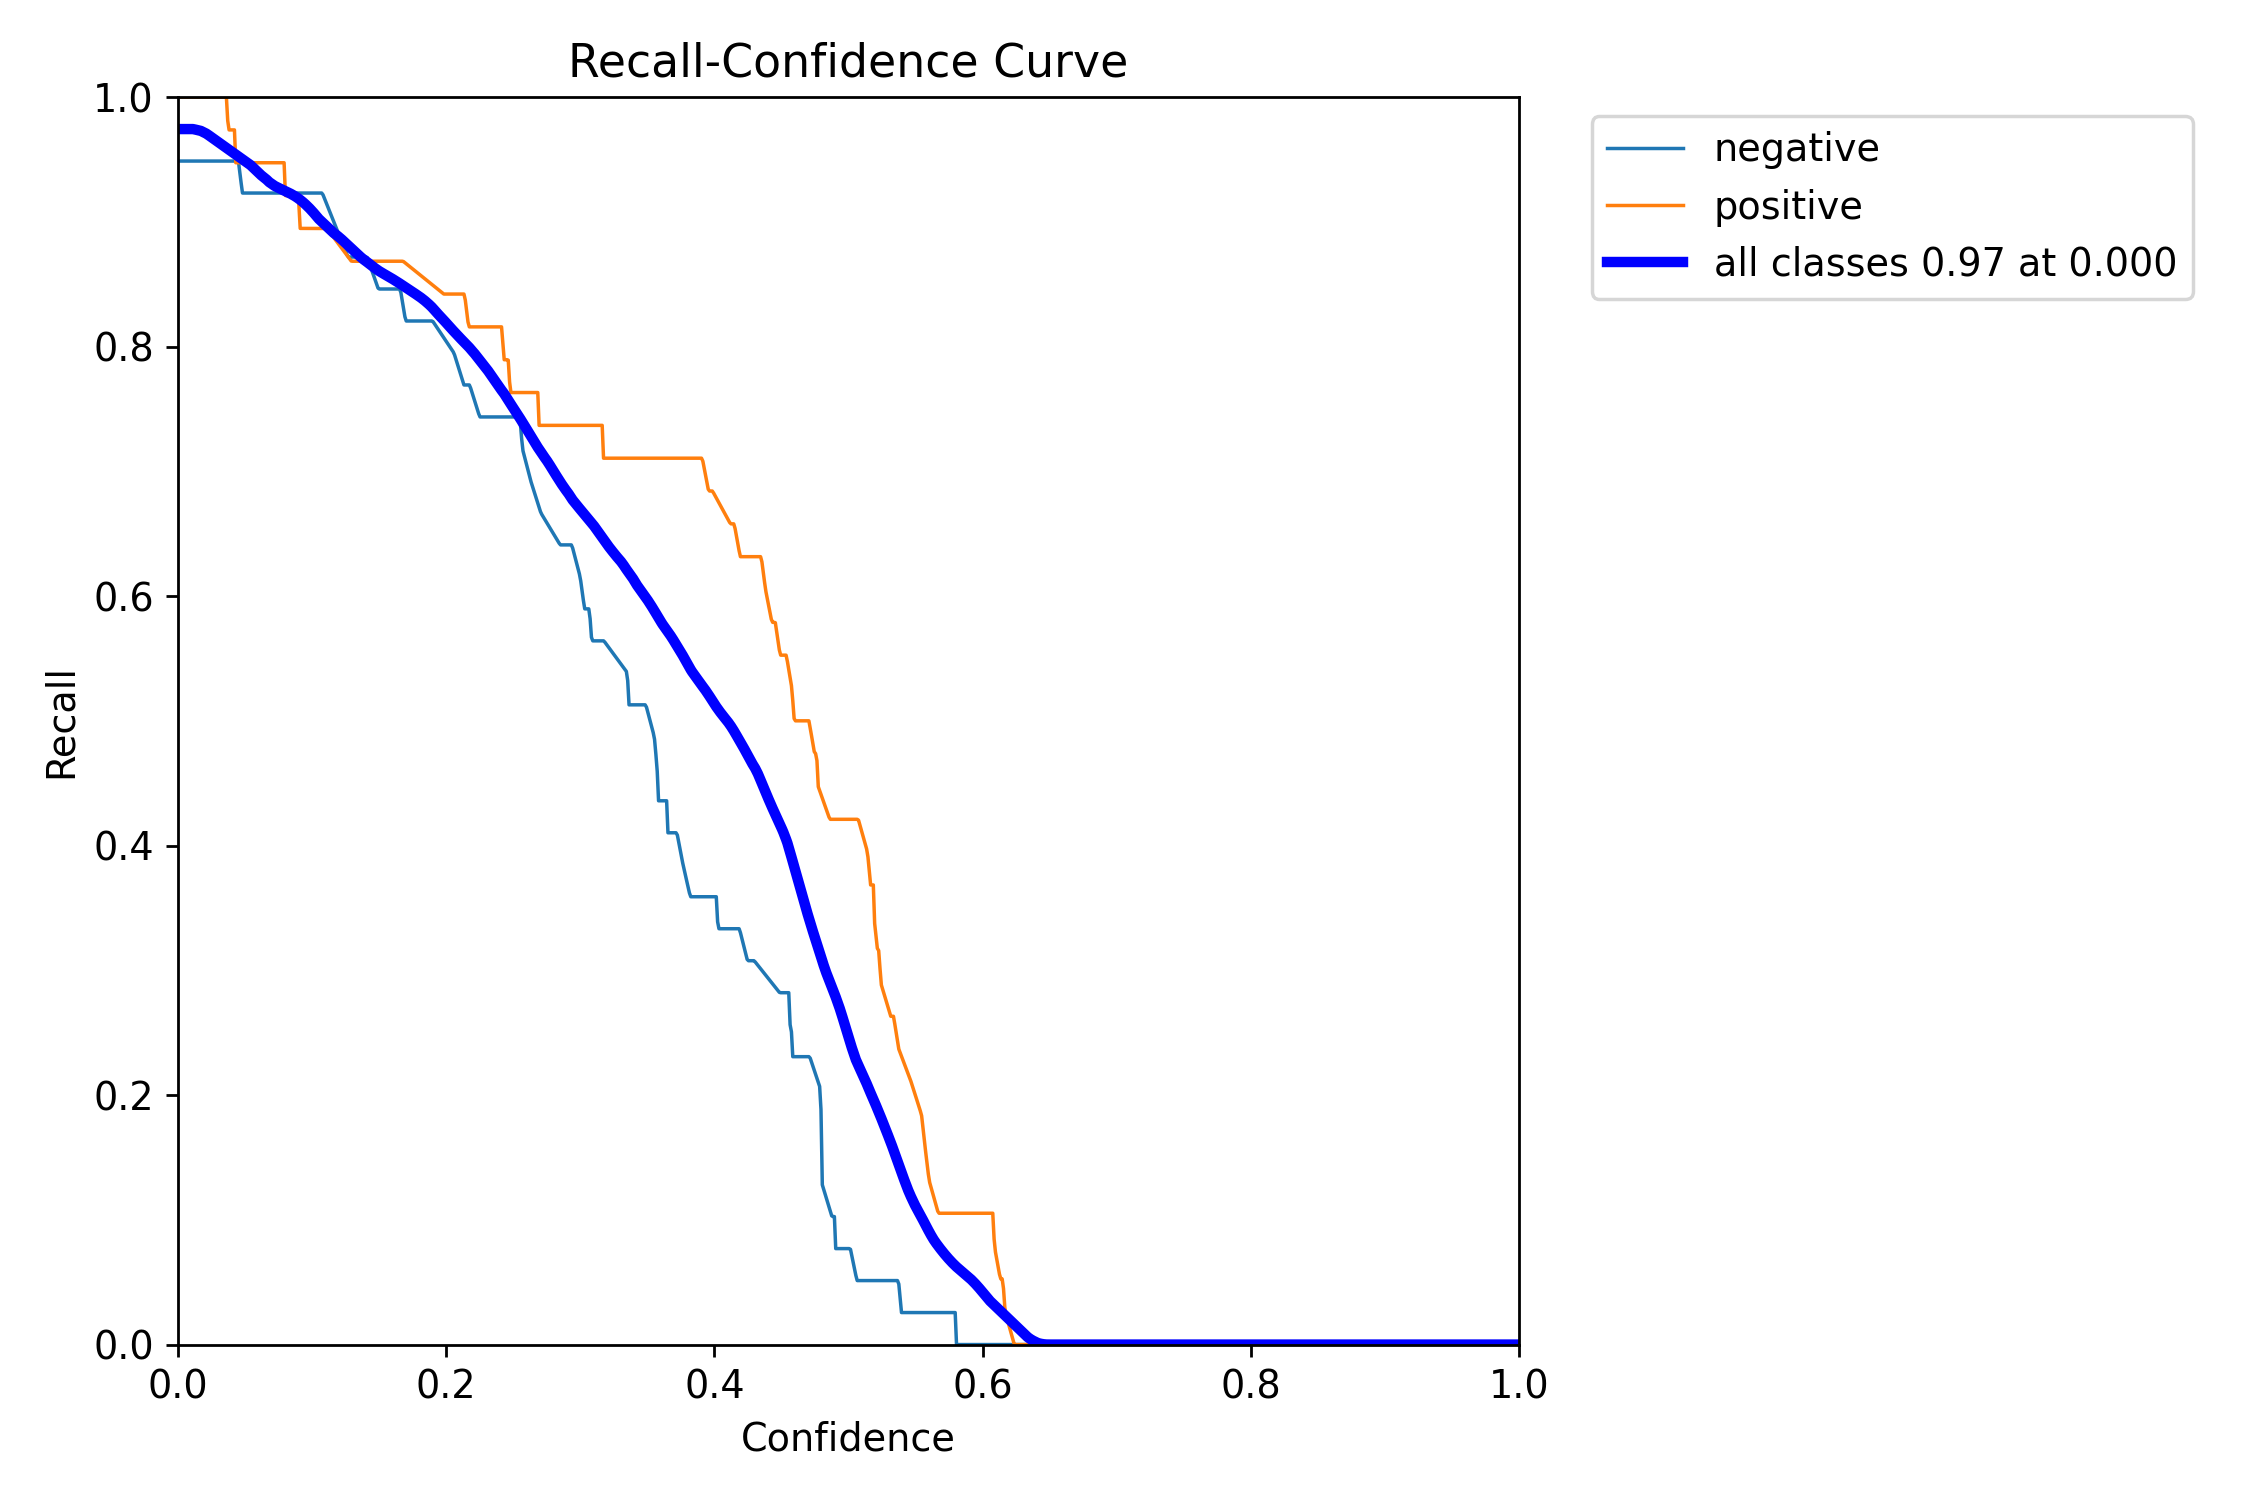 Recall-Confidence Curve
1.0
0.8
0.6
0.4
0.2
0.0
Recall
0.0 0.2 0.4 0.6 0.8 1.0
Confidence
negative
positive
all classes 0.97 at 0.000